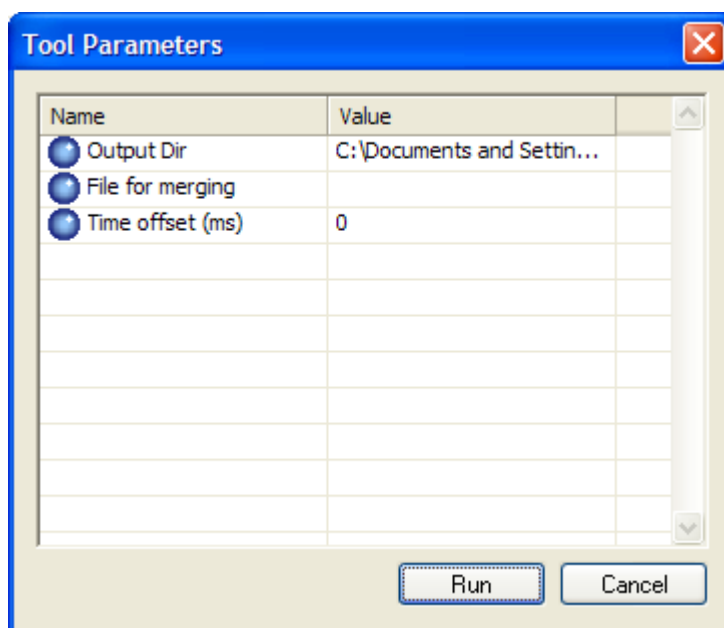 Tool Parameters
Name Value
Output Dir C:\Documents and Settin...
File for merging
Time offset (ms) 0
Run Cancel